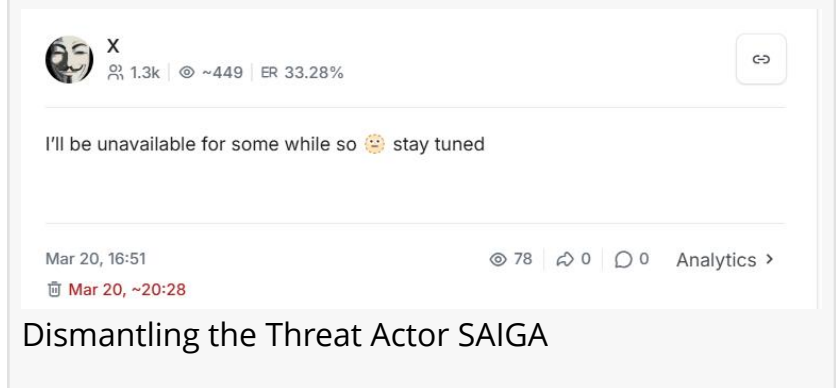 X
1.3k | ~449 | ER 33.28%
I’ll be unavailable for some while so 🫥 stay tuned
Mar 20, 16:51 78 | 0 | 0 Analytics >
Mar 20, ~20:28
Dismantling the Threat Actor SAIGA